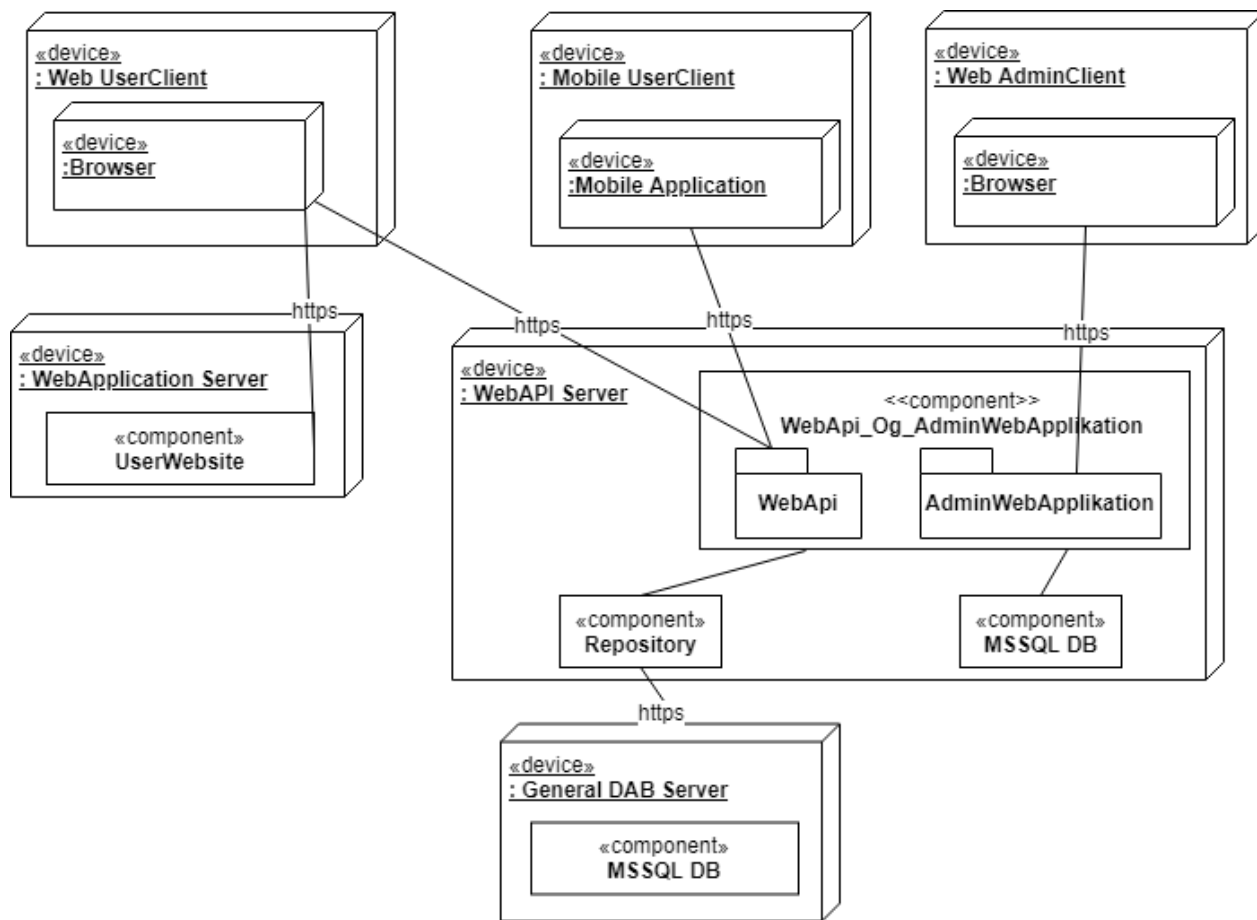 «device»
: Web UserClient
«device»
:Browser
«device»
: Mobile UserClient
«device»
:Mobile Application
«device»
: Web AdminClient
«device»
:Browser
https
https
https
https
«device»
: WebApplication Server
«component»
UserWebsite
«device»
: WebAPI Server
<<component>>
WebApi_Og_AdminWebApplikation
WebApi
AdminWebApplikation
«component»
Repository
«component»
MSSQL DB
https
«device»
: General DAB Server
«component»
MSSQL DB